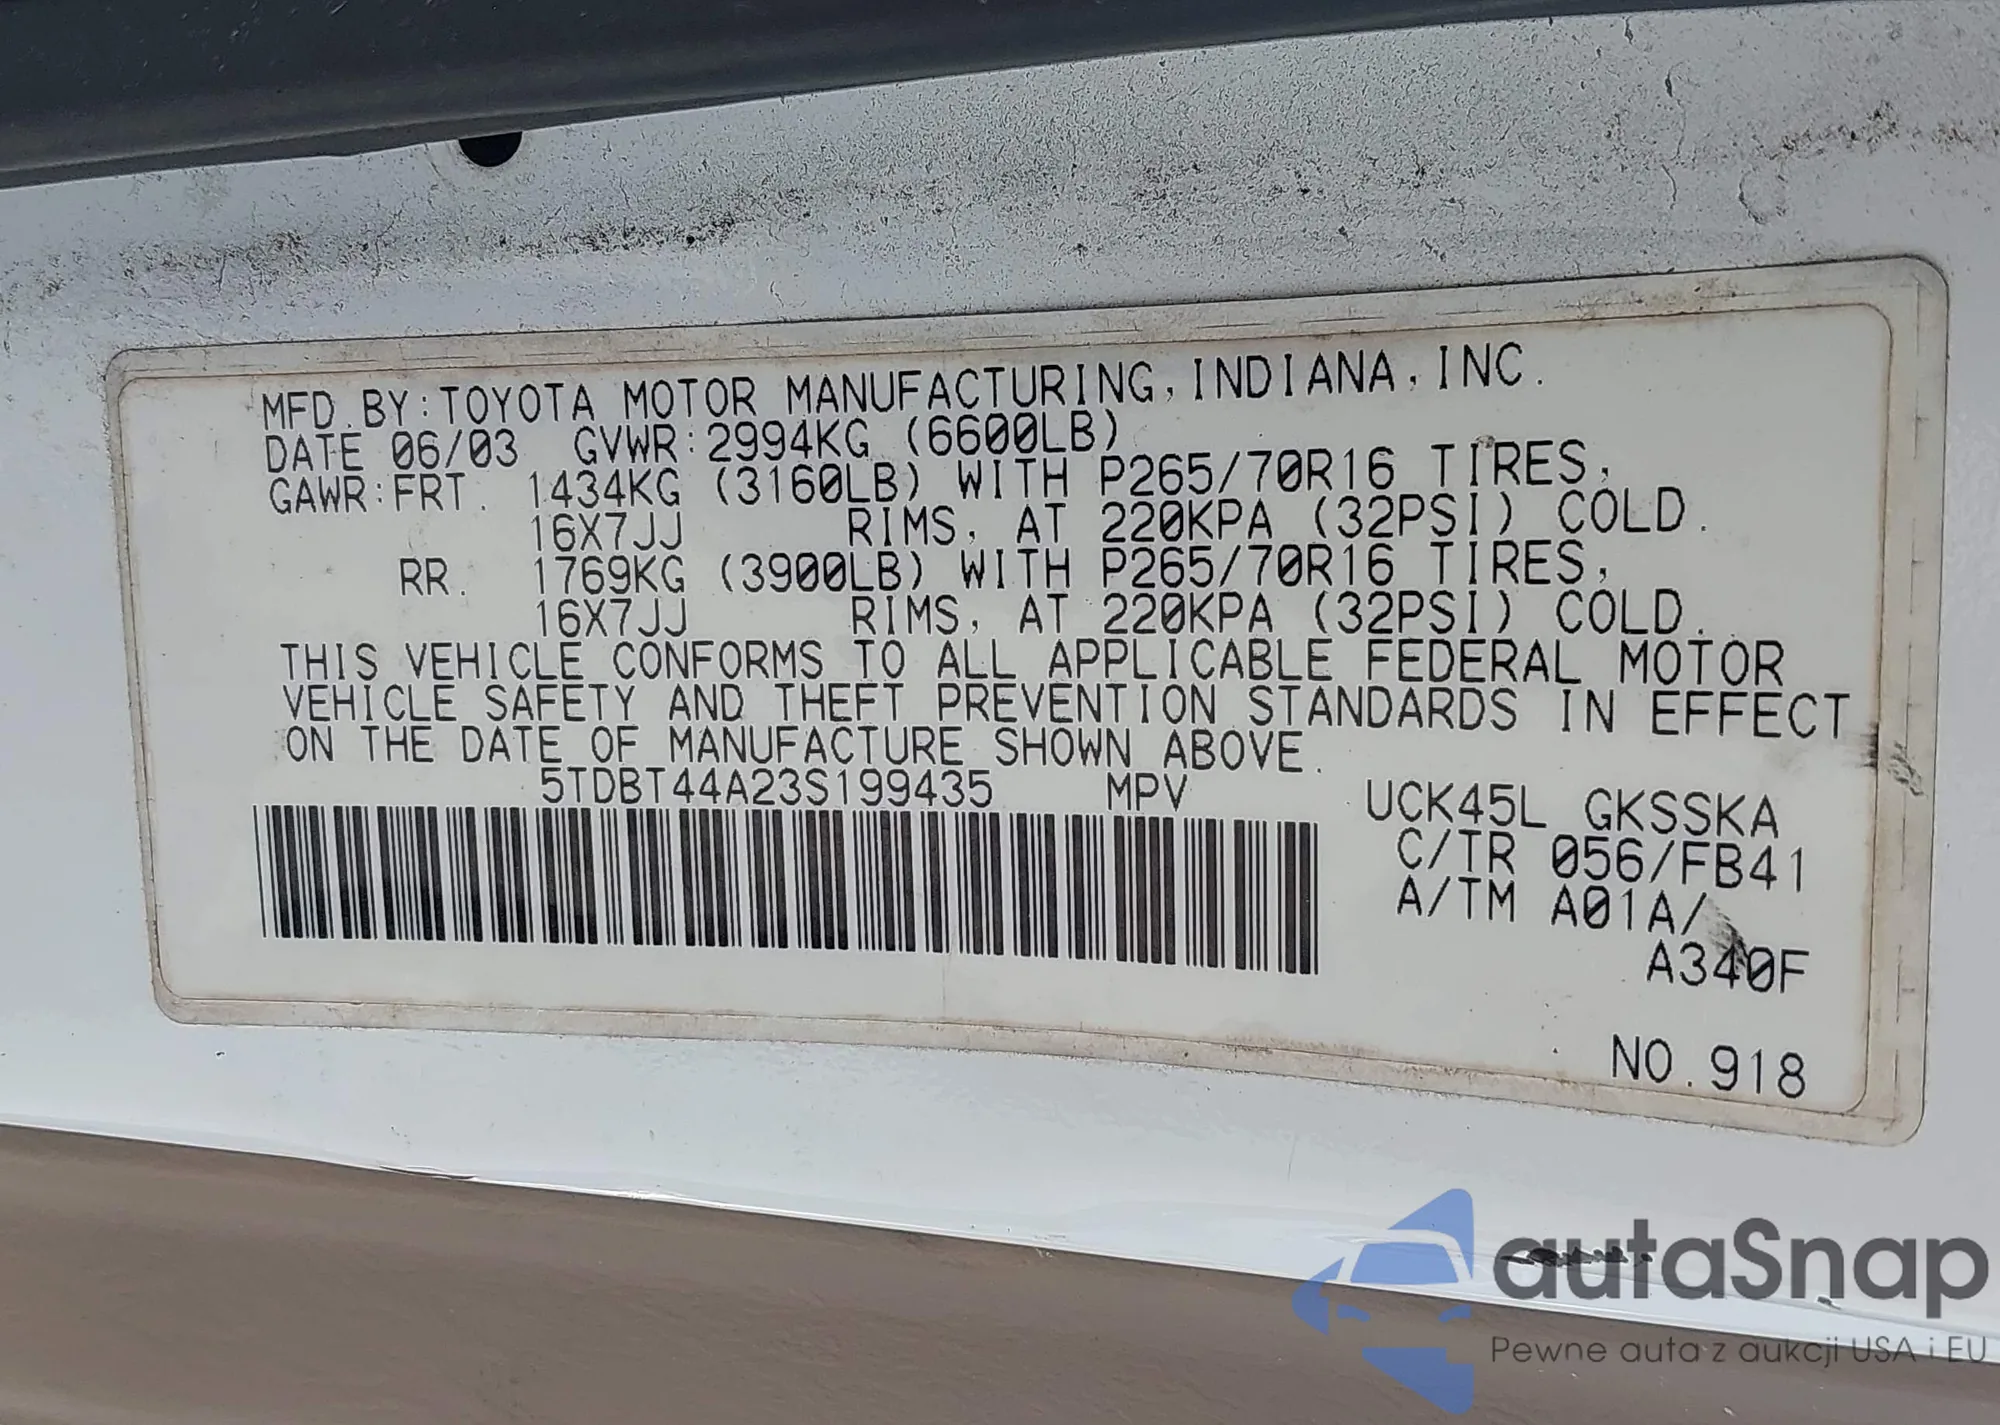 MFD. BY: TOYOTA MOTOR MANUFACTURING, INDIANA, INC.
DATE 06/03 GVWR: 2994KG (6600LB)
GAWR: FRT. 1434KG (3160LB) WITH P265/70R16 TIRES,
16X7JJ RIMS, AT 220KPA (32PSI) COLD.
RR. 1769KG (3900LB) WITH P265/70R16 TIRES,
16X7JJ RIMS, AT 220KPA (32PSI) COLD.
THIS VEHICLE CONFORMS TO ALL APPLICABLE FEDERAL MOTOR
VEHICLE SAFETY AND THEFT PREVENTION STANDARDS IN EFFECT
ON THE DATE OF MANUFACTURE SHOWN ABOVE.
5TDBT44A23S199435 MPV UCK45L GKSSKA
C/TR 056/FB41
A/TM A01A/
A340F
NO. 918
autaSnap
Pewne auta z aukcji USA i EU